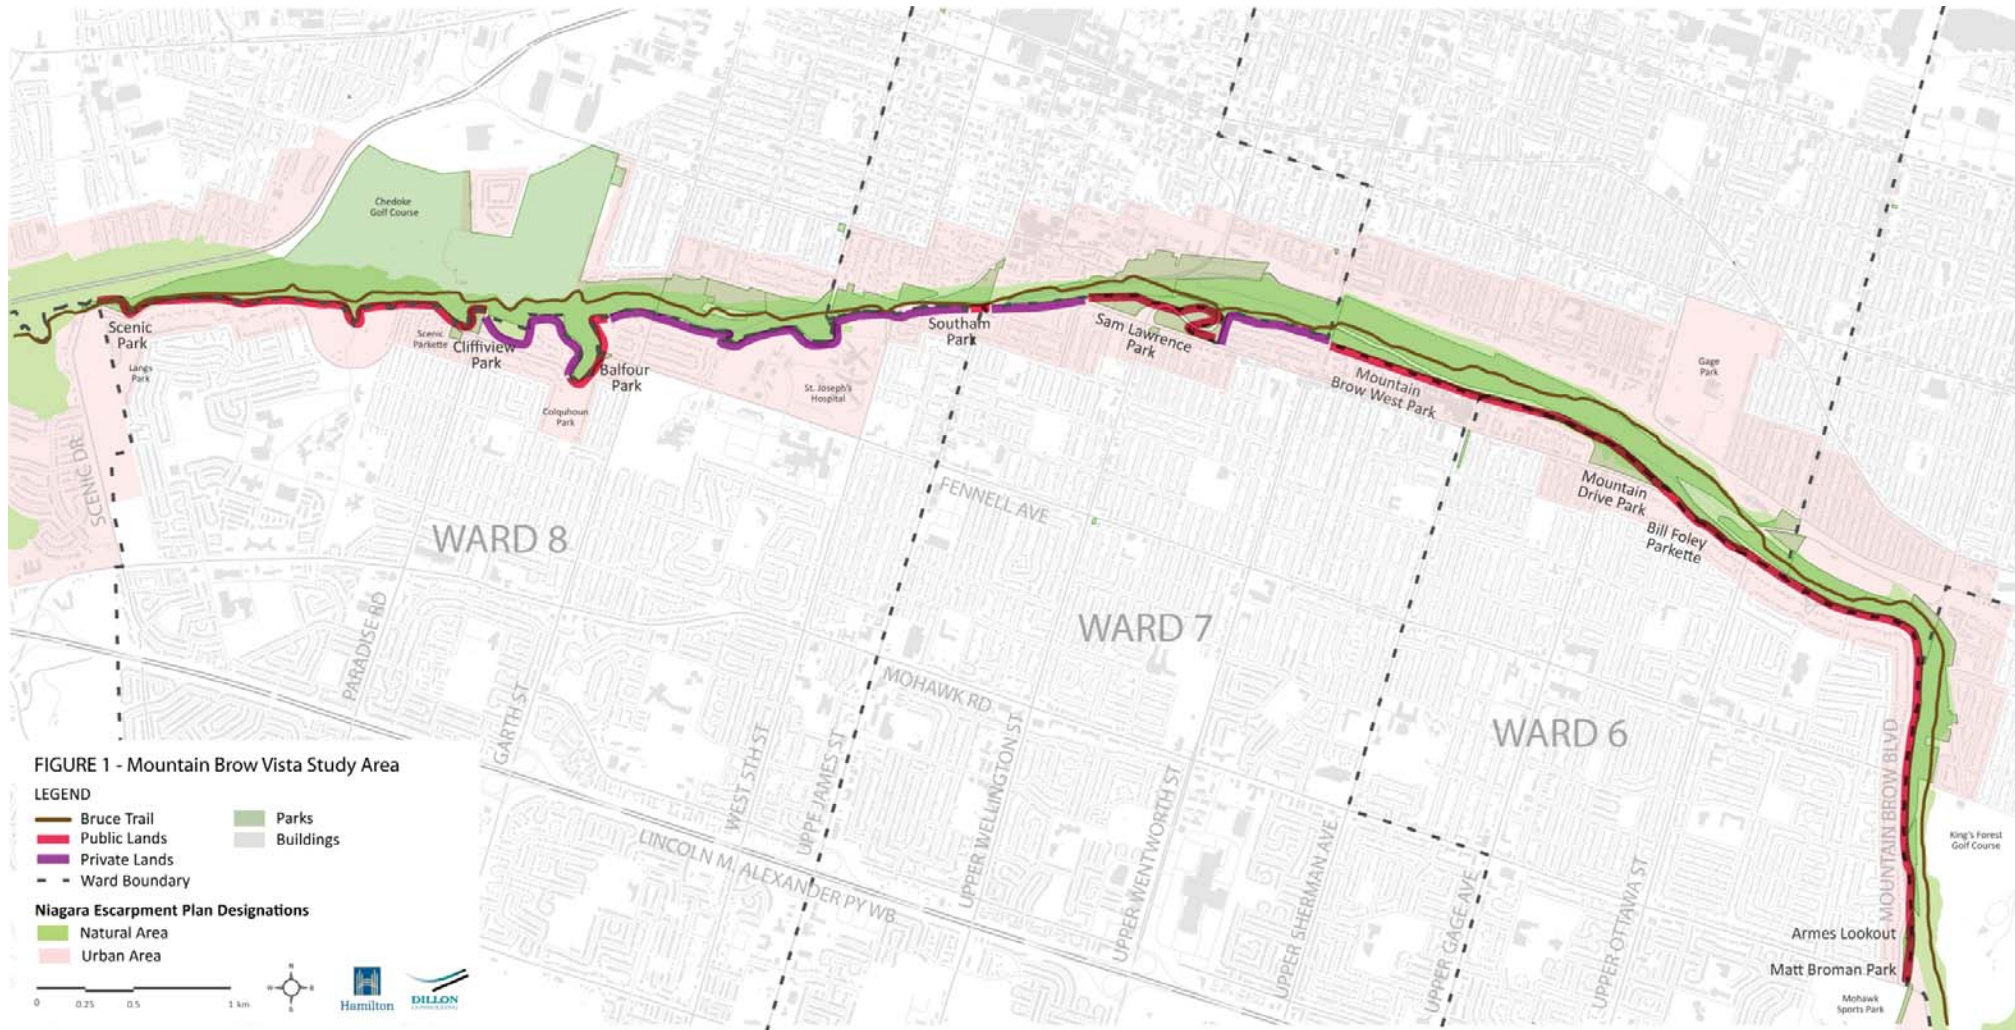 Chedoke
Golf Course
Scenic
Park
Langs
Park
Scenic
Parkette
Cliffview
Park
Balfour
Park
Colquhoun
Park
St. Joseph's
Hospital
Southam
Park
Sam Lawrence
Park
Mountain
Brow West Park
Gage
Park
Mountain
Drive Park
Bill Foley
Parkette
SCENIC DR
FENNELL AVE
WARD 8
WARD 7
WARD 6
PARADISE RD
GARTH ST
WEST 5TH ST
UPPE JAMES ST
MOHAWK RD
UPPER WELLINGTON ST
UPPER WENTWORTH ST
UPPER SHERMAN AVE
UPPER GAGE AVE
UPPER OTTAWA ST
MOUNTAIN BROW BLVD
LINCOLN M. ALEXANDER PY WB
King's Forest
Golf Course
Armes Lookout
Matt Broman Park
Mohawk
Sports Park
FIGURE 1 - Mountain Brow Vista Study Area
LEGEND
Bruce Trail
Public Lands
Private Lands
Ward Boundary
Parks
Buildings
Niagara Escarpment Plan Designations
Natural Area
Urban Area
0 0.25 0.5 1 km
N
W E
S
Hamilton
DILLON
CONSULTING